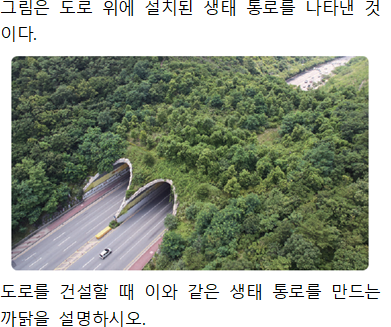 그림은 도로 위에 설치된 생태 통로를 나타낸 것
이다.
도로를 건설할 때 이와 같은 생태 통로를 만드는
까닭을 설명하시오.